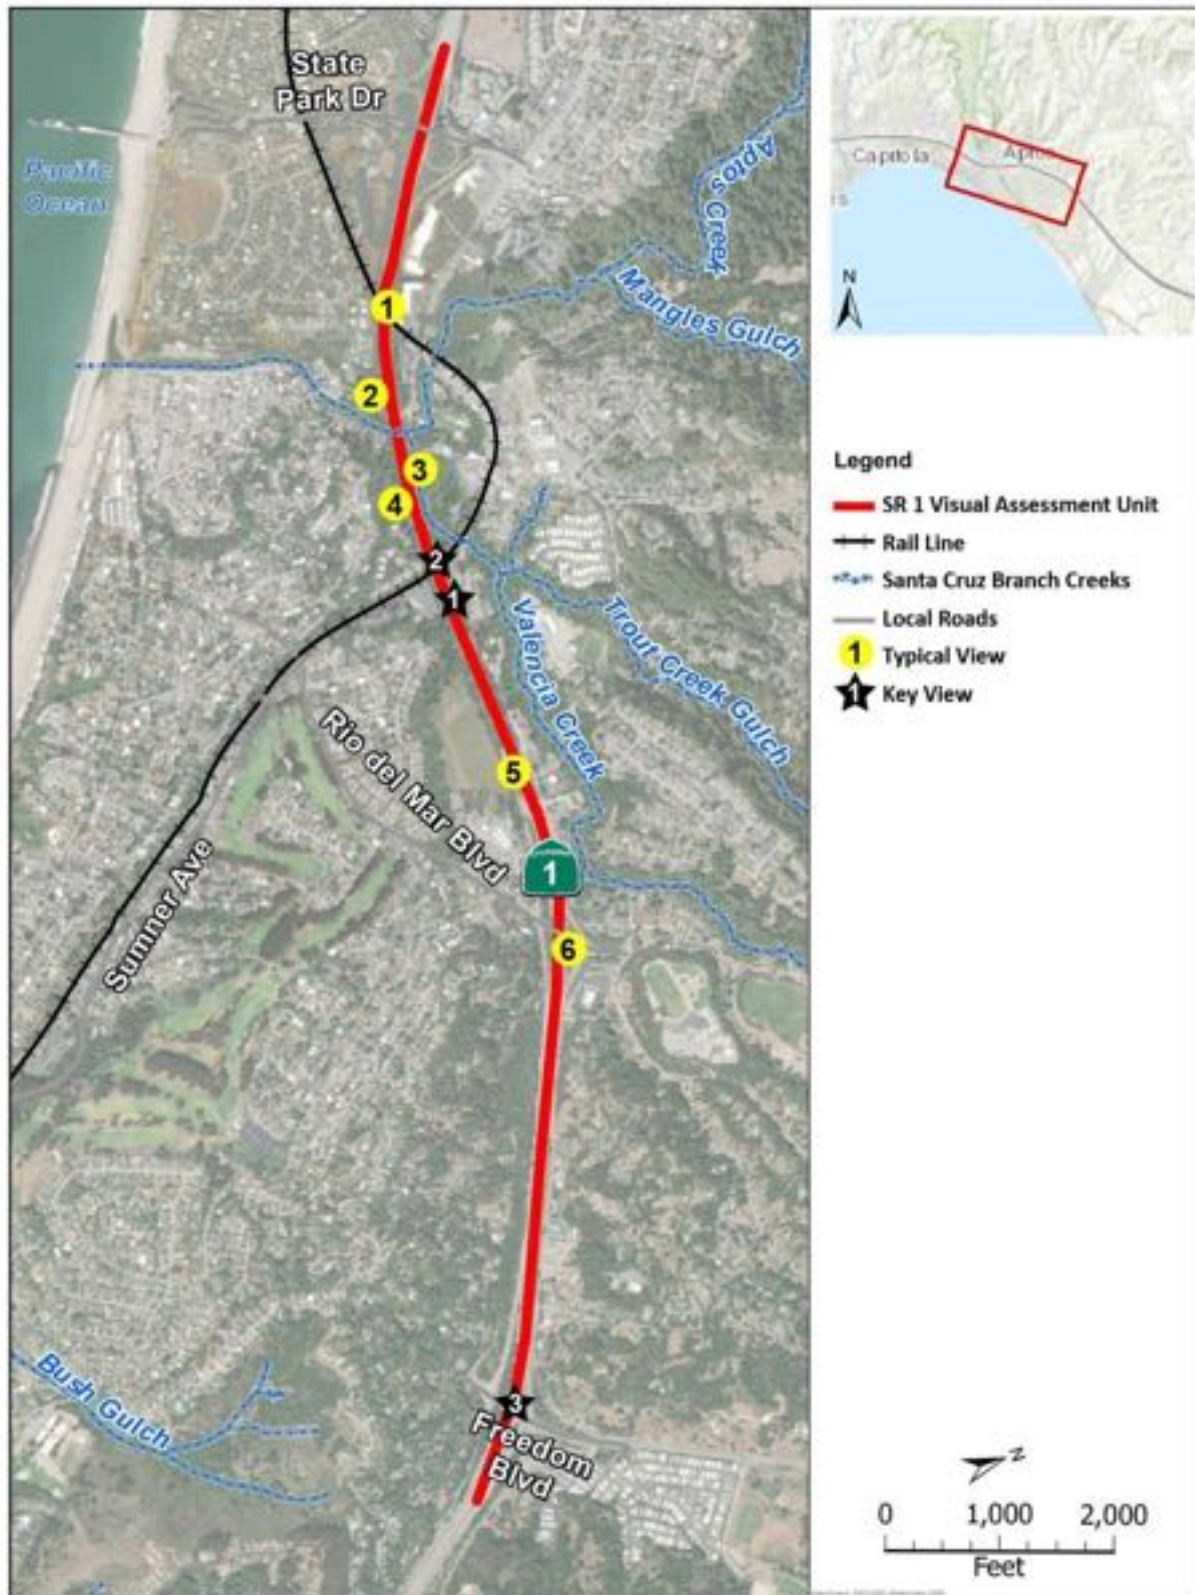 State
Park Dr
Pacific
Ocean
Aptos Creek
Mangles Gulch
1
2
3
4
2
1
Valencia Creek
Trout Creek Gulch
Rio del Mar Blvd
5
1
6
Sumner Ave
Bush Gulch
3
Freedom
Blvd
Capitola
Aptos
N
Legend
SR 1 Visual Assessment Unit
Rail Line
Santa Cruz Branch Creeks
Local Roads
1 Typical View
1 Key View
N
0 1,000 2,000
Feet